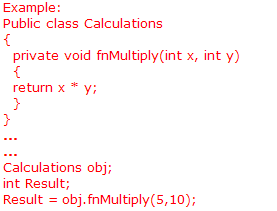 Example:
Public class Calculations
{
private void fnMultiply(int x, int y)
{
return x * y;
}
}
...
...
Calculations obj;
int Result;
Result = obj.fnMultiply(5,10);